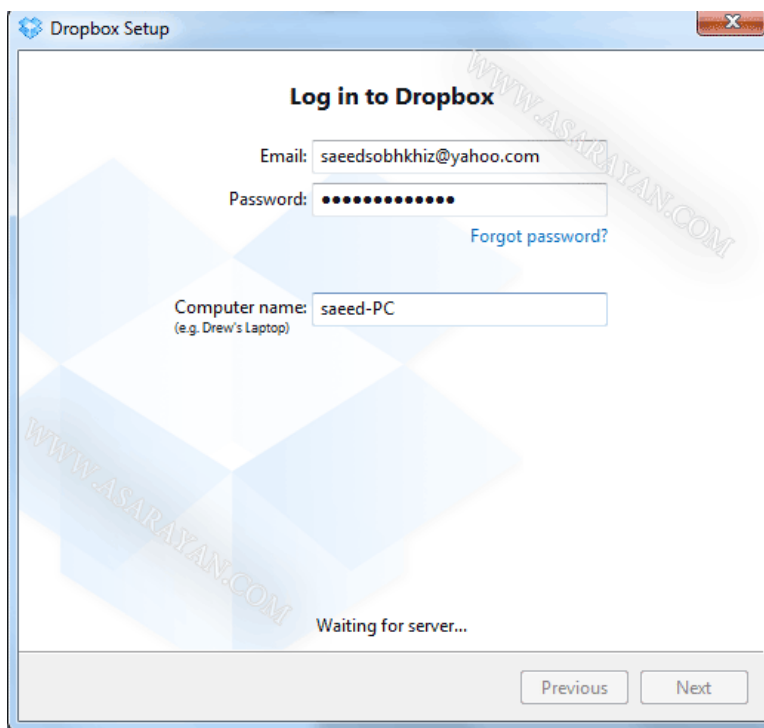 Dropbox Setup
WWW.ASARAYAN.COM
Log in to Dropbox
Email: saeedsobhkhiz@yahoo.com
Password: •••••••••••••
Forgot password?
Computer name: saeed-PC
(e.g. Drew's Laptop)
WWW.ASARAYAN.COM
Waiting for server...
Previous Next